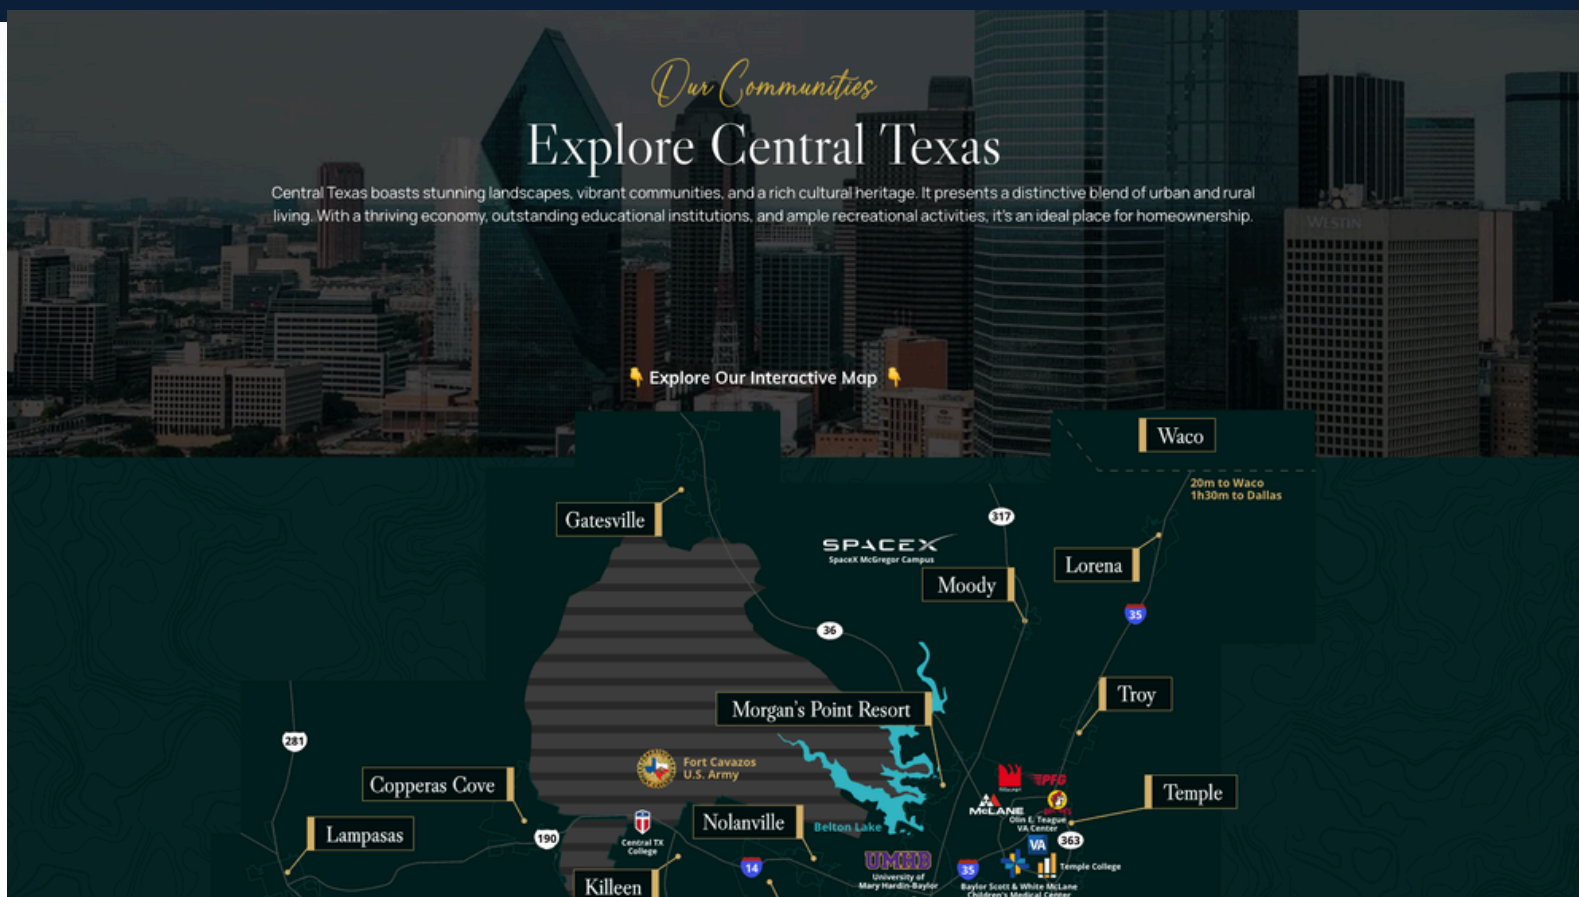 Our Communities
Explore Central Texas
Central Texas boasts stunning landscapes, vibrant communities, and a rich cultural heritage. It presents a distinctive blend of urban and rural
living. With a thriving economy, outstanding educational institutions, and ample recreational activities, it's an ideal place for homeownership.
WESTIN
👇 Explore Our Interactive Map 👇
Waco
20m to Waco
1h30m to Dallas
Gatesville
317
SPACEX
SpaceX McGregor Campus
Lorena
Moody
35
36
Troy
Morgan's Point Resort
281
Fort Cavazos
U.S. Army
PFG
Copperas Cove
Temple
McLANE
Nolanville
Olin E. Teague
VA Center
Belton Lake
Lampasas
190
Central TX
College
363
VA
UMHB
14
35
Temple College
University of
Mary Hardin-Baylor
Killeen
Baylor Scott & White McLane
Children's Medical Center